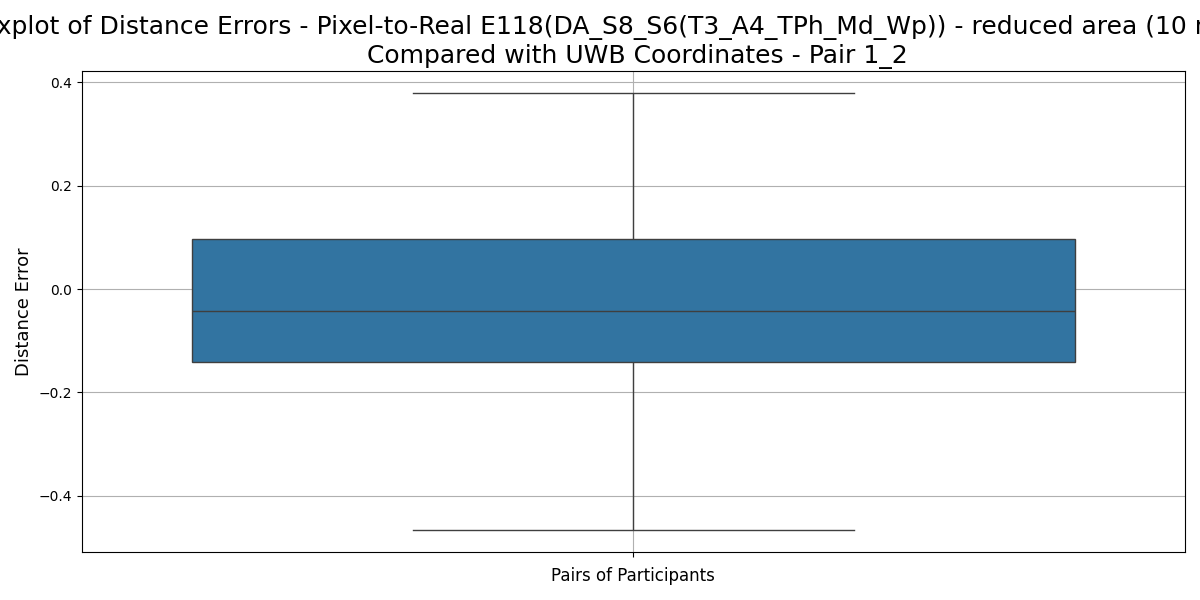 xplot of Distance Errors - Pixel-to-Real E118(DA_S8_S6(T3_A4_TPh_Md_Wp)) - reduced area (10
Compared with UWB Coordinates - Pair 1_2
0.4
0.2
0.0
−0.2
−0.4
Distance Error
Pairs of Participants